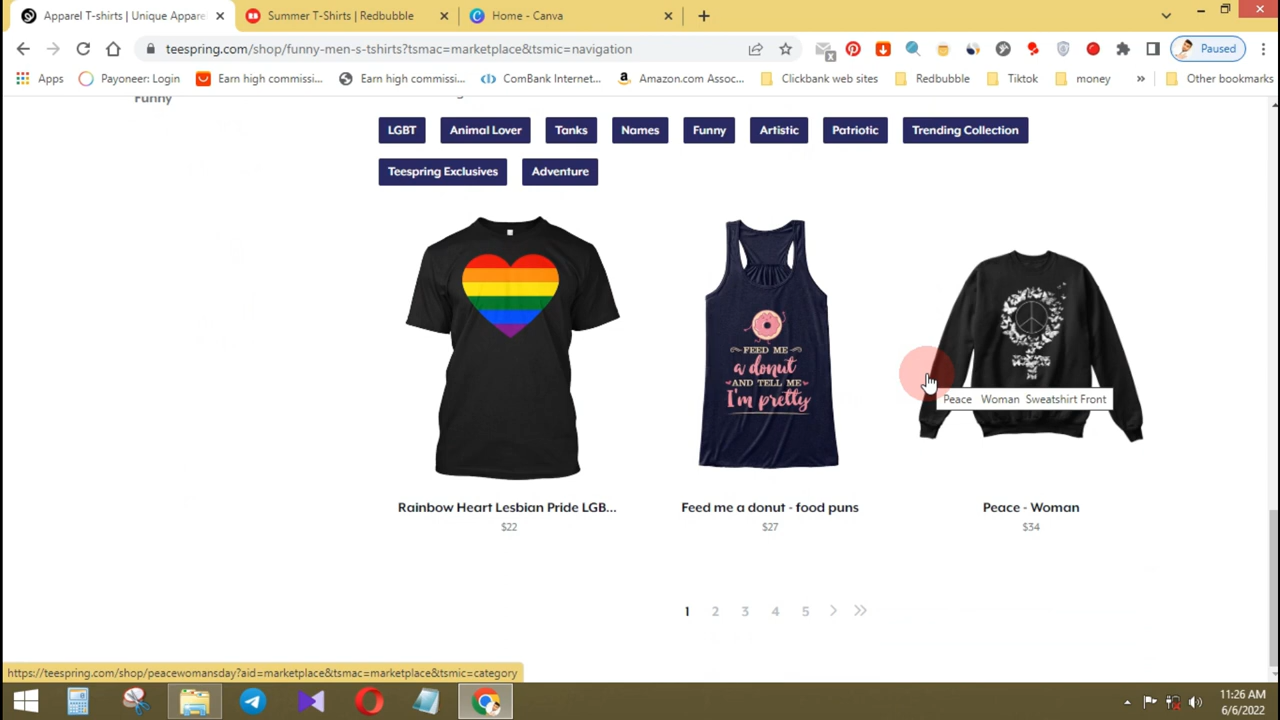 Apparel T-shirts | Unique Apparel
Summer T-Shirts | Redbubble
Home - Canva
teespring.com/shop/funny-men-s-tshirts?tsmac=marketplace&tsmic=navigation
Paused
Apps
Payoneer: Login
Earn high commissi...
Earn high commissi...
ComBank Internet...
Amazon.com Assoc...
Clickbank web sites
Redbubble
Tiktok
money
»
Other bookmarks
Funny
LGBT
Animal Lover
Tanks
Names
Funny
Artistic
Patriotic
Trending Collection
Teespring Exclusives
Adventure
FEED ME
a donut
AND TELL ME
I'm pretty
Peace Woman Sweatshirt Front
Rainbow Heart Lesbian Pride LGB...
$22
Feed me a donut - food puns
$27
Peace - Woman
$34
1 2 3 4 5
https://teespring.com/shop/peacewomansday?aid=marketplace&tsmac=marketplace&tsmic=category
11:26 AM
6/6/2022